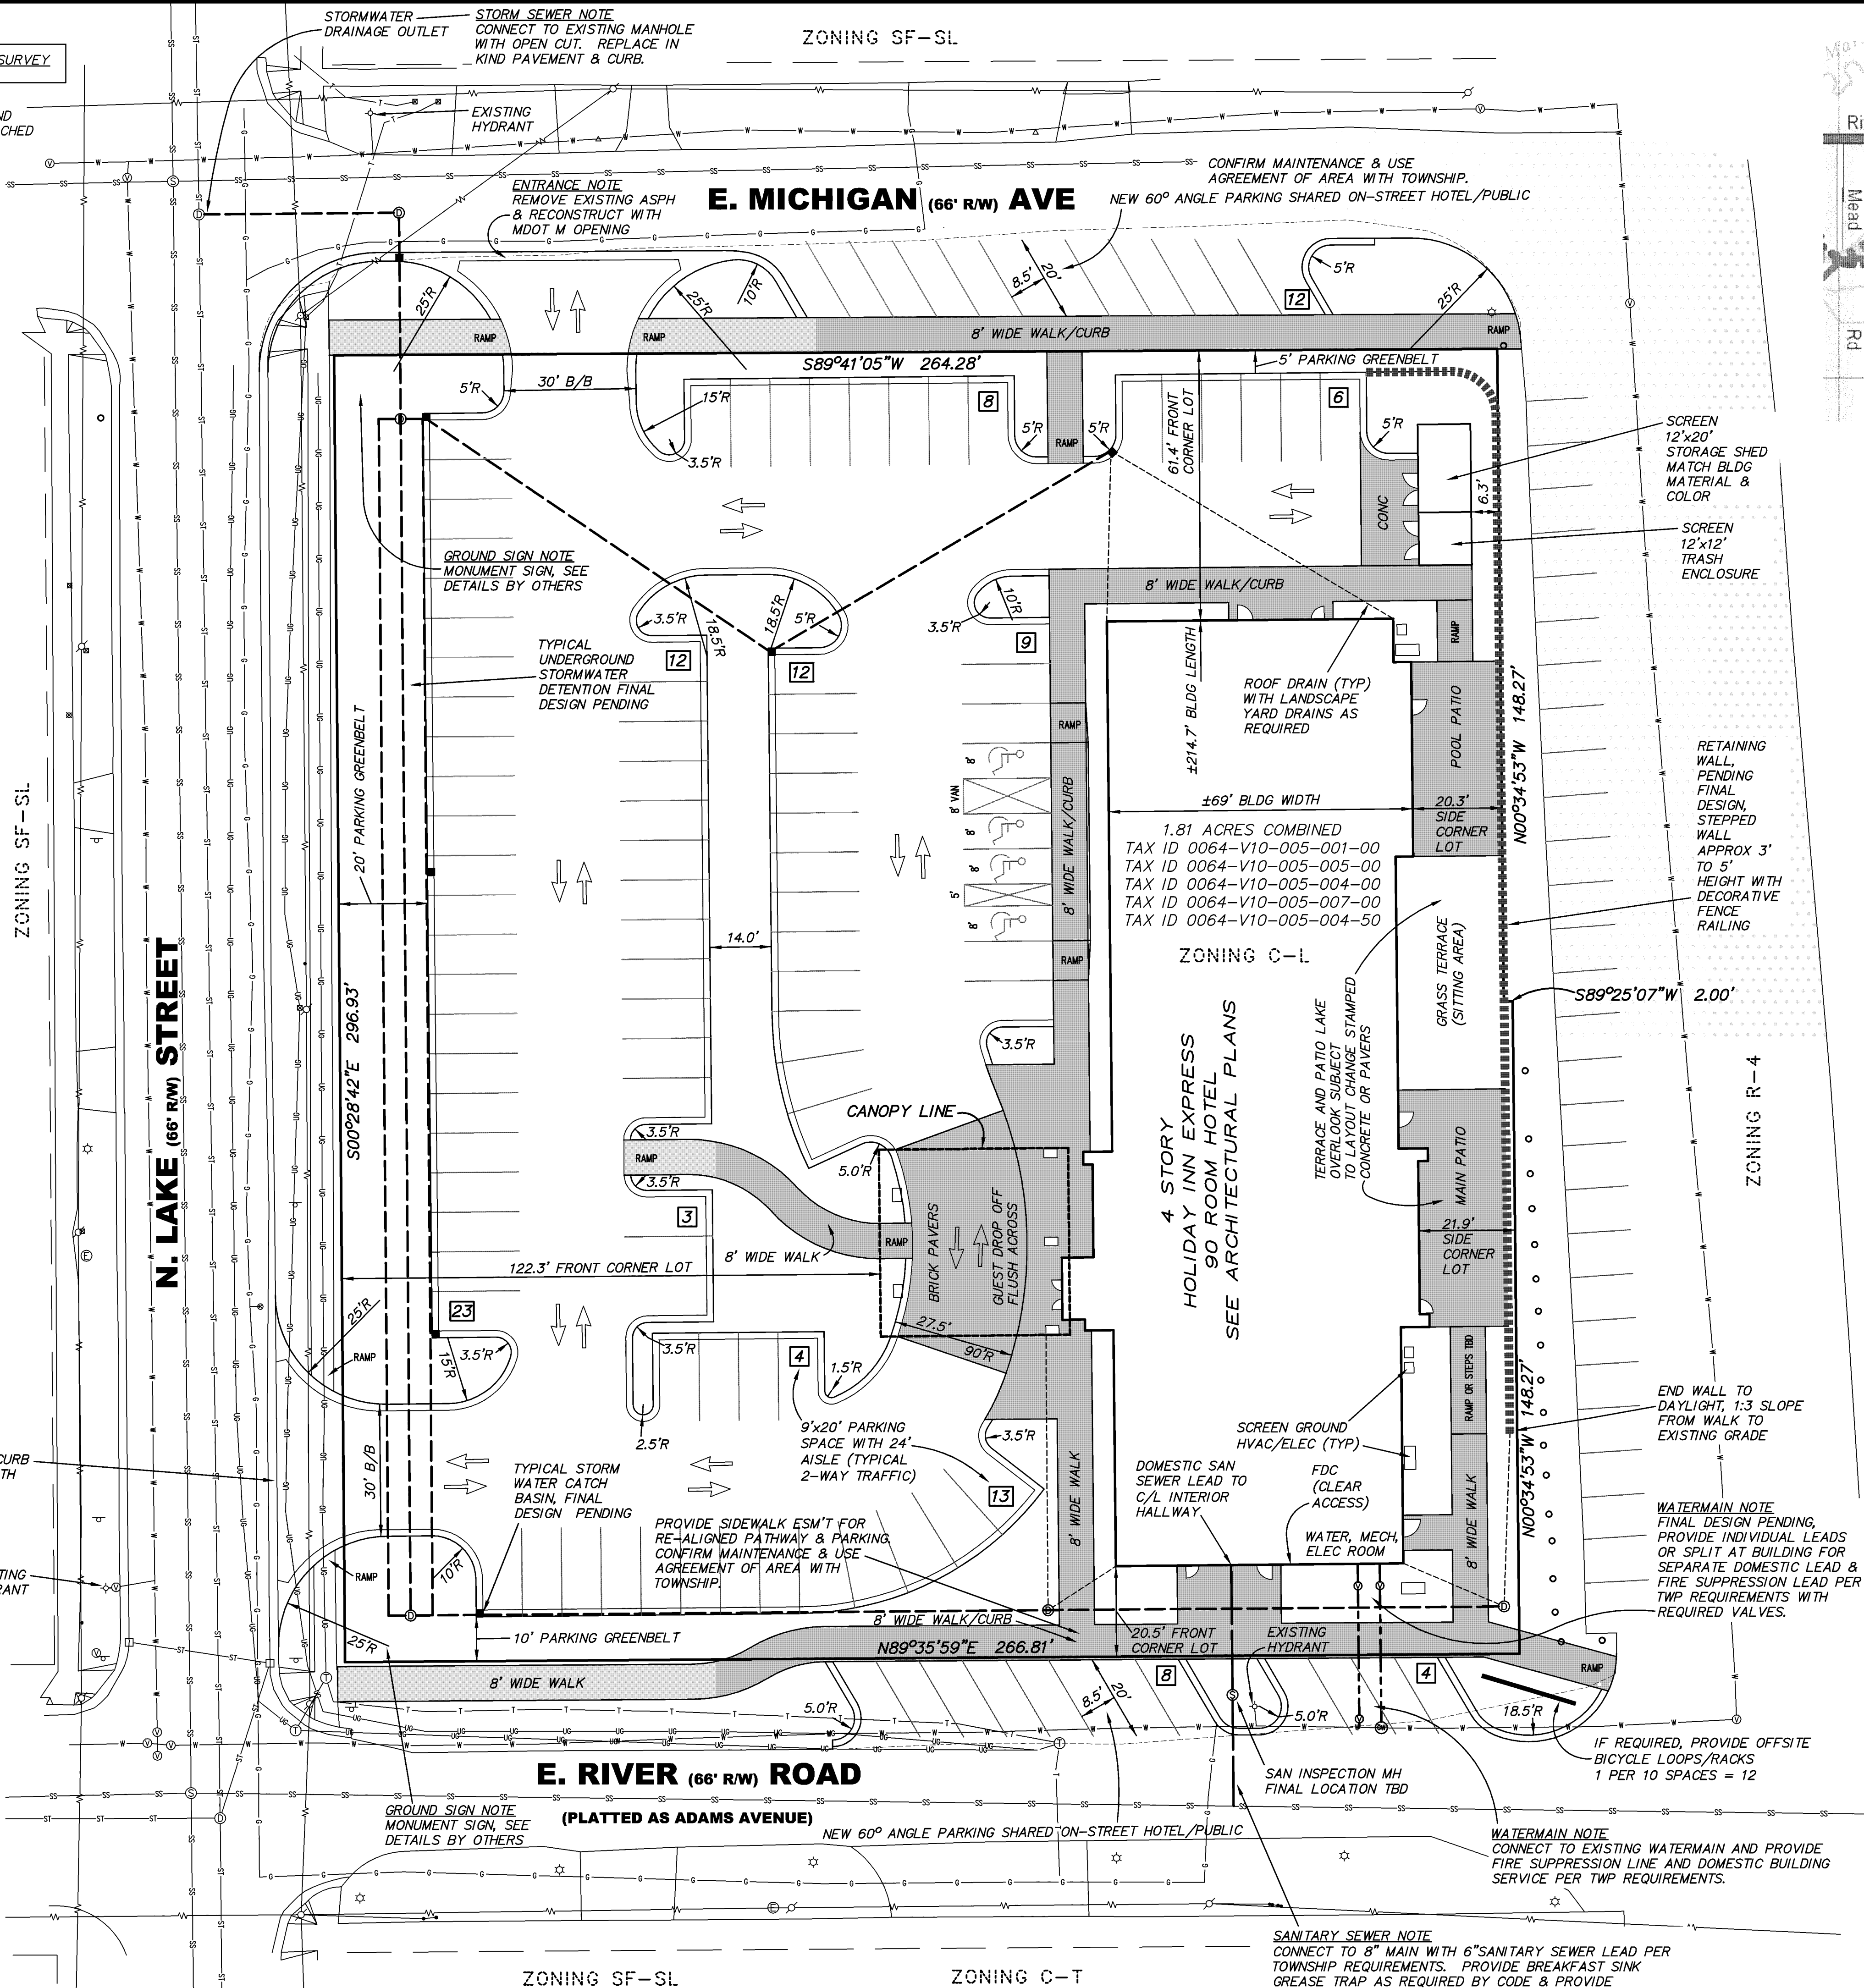 STORMWATER
DRAINAGE OUTLET
STORM SEWER NOTE
CONNECT TO EXISTING MANHOLE
WITH OPEN CUT. REPLACE IN
KIND PAVEMENT & CURB.
ZONING SF-SL
SURVEY
ND
CHED
EXISTING
HYDRANT
Ri
Mead
Rd
ENTRANCE NOTE
REMOVE EXISTING ASPH
& RECONSTRUCT WITH
MDOT M OPENING
E. MICHIGAN (66' R/W) AVE
CONFIRM MAINTENANCE & USE
AGREEMENT OF AREA WITH TOWNSHIP.
NEW 60° ANGLE PARKING SHARED ON-STREET HOTEL/PUBLIC
25'R
25'R
10'R
8.5'
20'
12
5'R
25'R
RAMP
RAMP
8' WIDE WALK/CURB
RAMP
S89°41'05"W 264.28'
5' PARKING GREENBELT
5'R
30' B/B
15'R
3.5'R
8
5'R
RAMP
5'R
61.4' FRONT
CORNER LOT
6
5'R
CONC
6.3'
SCREEN
12'x20'
STORAGE SHED
MATCH BLDG
MATERIAL &
COLOR
SCREEN
12'x12'
TRASH
ENCLOSURE
GROUND SIGN NOTE
MONUMENT SIGN, SEE
DETAILS BY OTHERS
3.5'R
18.5'R
18.5'R
5'R
12
12
10'R
3.5'R
9
8' WIDE WALK/CURB
RAMP
TYPICAL
UNDERGROUND
STORMWATER
DETENTION FINAL
DESIGN PENDING
±214.7' BLDG LENGTH
ROOF DRAIN (TYP)
WITH LANDSCAPE
YARD DRAINS AS
REQUIRED
POOL PATIO
N00°34'53"W 148.27'
20' PARKING GREENBELT
RAMP
8'
8' VAN
8'
8'
5'
8'
8' WIDE WALK/CURB
RAMP
±69' BLDG WIDTH
20.3'
SIDE
CORNER
LOT
1.81 ACRES COMBINED
TAX ID 0064-V10-005-001-00
TAX ID 0064-V10-005-005-00
TAX ID 0064-V10-005-004-00
TAX ID 0064-V10-005-007-00
TAX ID 0064-V10-005-004-50
ZONING C-L
RETAINING
WALL,
PENDING
FINAL
DESIGN,
STEPPED
WALL
APPROX 3'
TO 5'
HEIGHT WITH
DECORATIVE
FENCE
RAILING
ZONING SF-SL
N. LAKE (66' R/W) STREET
S00°28'42"E 296.93'
14.0'
GRASS TERRACE
(SITTING AREA)
S89°25'07"W 2.00'
TERRACE AND PATIO LAKE
OVERLOOK SUBJECT
TO LAYOUT CHANGE STAMPED
CONCRETE OR PAVERS
4 STORY
HOLIDAY INN EXPRESS
90 ROOM HOTEL
SEE ARCHITECTURAL PLANS
3.5'R
CANOPY LINE
3.5'R
RAMP
3.5'R
3
5.0'R
8' WIDE WALK
RAMP
BRICK PAVERS
GUEST DROP OFF
FLUSH ACROSS
MAIN PATIO
21.9'
SIDE
CORNER
LOT
ZONING R-4
122.3' FRONT CORNER LOT
23
25'R
RAMP
15'R
3.5'R
3.5'R
4
1.5'R
27.5'
90'R
2.5'R
9'x20' PARKING
SPACE WITH 24'
AISLE (TYPICAL
2-WAY TRAFFIC)
3.5'R
13
RAMP OR STEPS TBD
SCREEN GROUND
HVAC/ELEC (TYP)
END WALL TO
DAYLIGHT, 1:3 SLOPE
FROM WALK TO
EXISTING GRADE
N00°34'53"W 148.27'
CURB
TH
30' B/B
TYPICAL STORM
WATER CATCH
BASIN, FINAL
DESIGN PENDING
DOMESTIC SAN
SEWER LEAD TO
C/L INTERIOR
HALLWAY
FDC
(CLEAR
ACCESS)
WATER, MECH,
ELEC ROOM
8' WIDE WALK
8' WIDE WALK
PROVIDE SIDEWALK ESM'T FOR
RE-ALIGNED PATHWAY & PARKING.
CONFIRM MAINTENANCE & USE
AGREEMENT OF AREA WITH
TOWNSHIP.
WATERMAIN NOTE
FINAL DESIGN PENDING,
PROVIDE INDIVIDUAL LEADS
OR SPLIT AT BUILDING FOR
SEPARATE DOMESTIC LEAD &
FIRE SUPPRESSION LEAD PER
TWP REQUIREMENTS WITH
REQUIRED VALVES.
TING
RANT
RAMP
10'R
25'R
8' WIDE WALK/CURB
10' PARKING GREENBELT
N89°35'59"E 266.81'
20.5' FRONT
CORNER LOT
EXISTING
HYDRANT
8
4
RAMP
8' WIDE WALK
5.0'R
8.5'
20'
5.0'R
18.5'R
E. RIVER (66' R/W) ROAD
(PLATTED AS ADAMS AVENUE)
SAN INSPECTION MH
FINAL LOCATION TBD
IF REQUIRED, PROVIDE OFFSITE
BICYCLE LOOPS/RACKS
1 PER 10 SPACES = 12
GROUND SIGN NOTE
MONUMENT SIGN, SEE
DETAILS BY OTHERS
NEW 60° ANGLE PARKING SHARED ON-STREET HOTEL/PUBLIC
WATERMAIN NOTE
CONNECT TO EXISTING WATERMAIN AND PROVIDE
FIRE SUPPRESSION LINE AND DOMESTIC BUILDING
SERVICE PER TWP REQUIREMENTS.
SANITARY SEWER NOTE
CONNECT TO 8" MAIN WITH 6"SANITARY SEWER LEAD PER
TOWNSHIP REQUIREMENTS. PROVIDE BREAKFAST SINK
GREASE TRAP AS REQUIRED BY CODE & PROVIDE
ZONING SF-SL
ZONING C-T